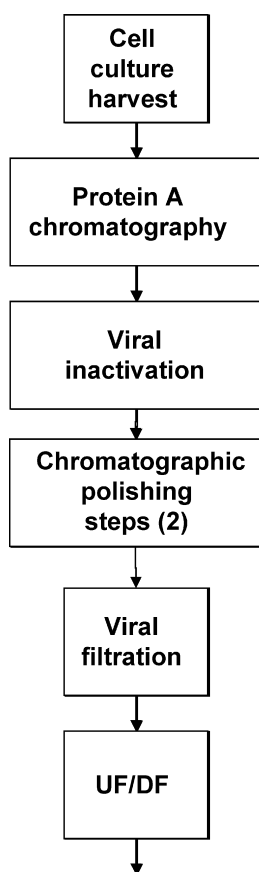 Cell
culture
harvest
Protein A
chromatography
Viral
inactivation
Chromatographic
polishing
steps (2)
Viral
filtration
UF/DF